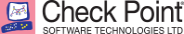 Check Point
SOFTWARE TECHNOLOGIES LTD